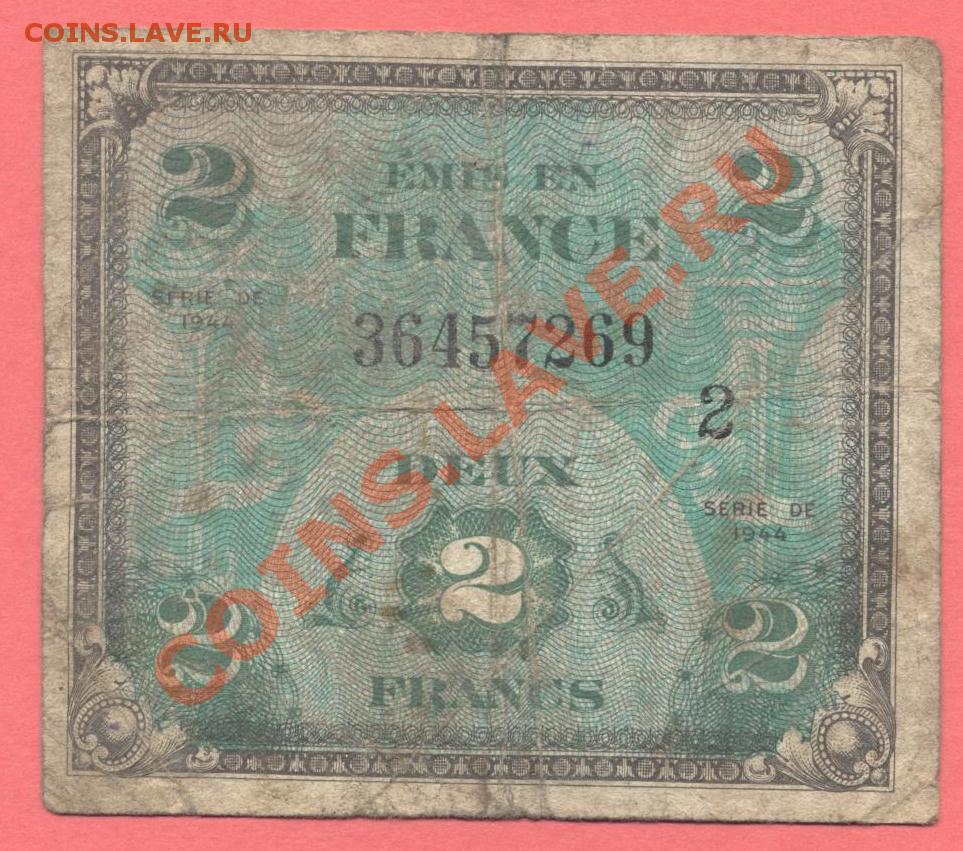 COINS.LAVE.RU
2 2
ÉMIS EN
FRANCE
SERIE DE
1944
36457269
2
DEUX
SERIE DE
1944
2
2 2
FRANCS
COINS.LAVE.RU